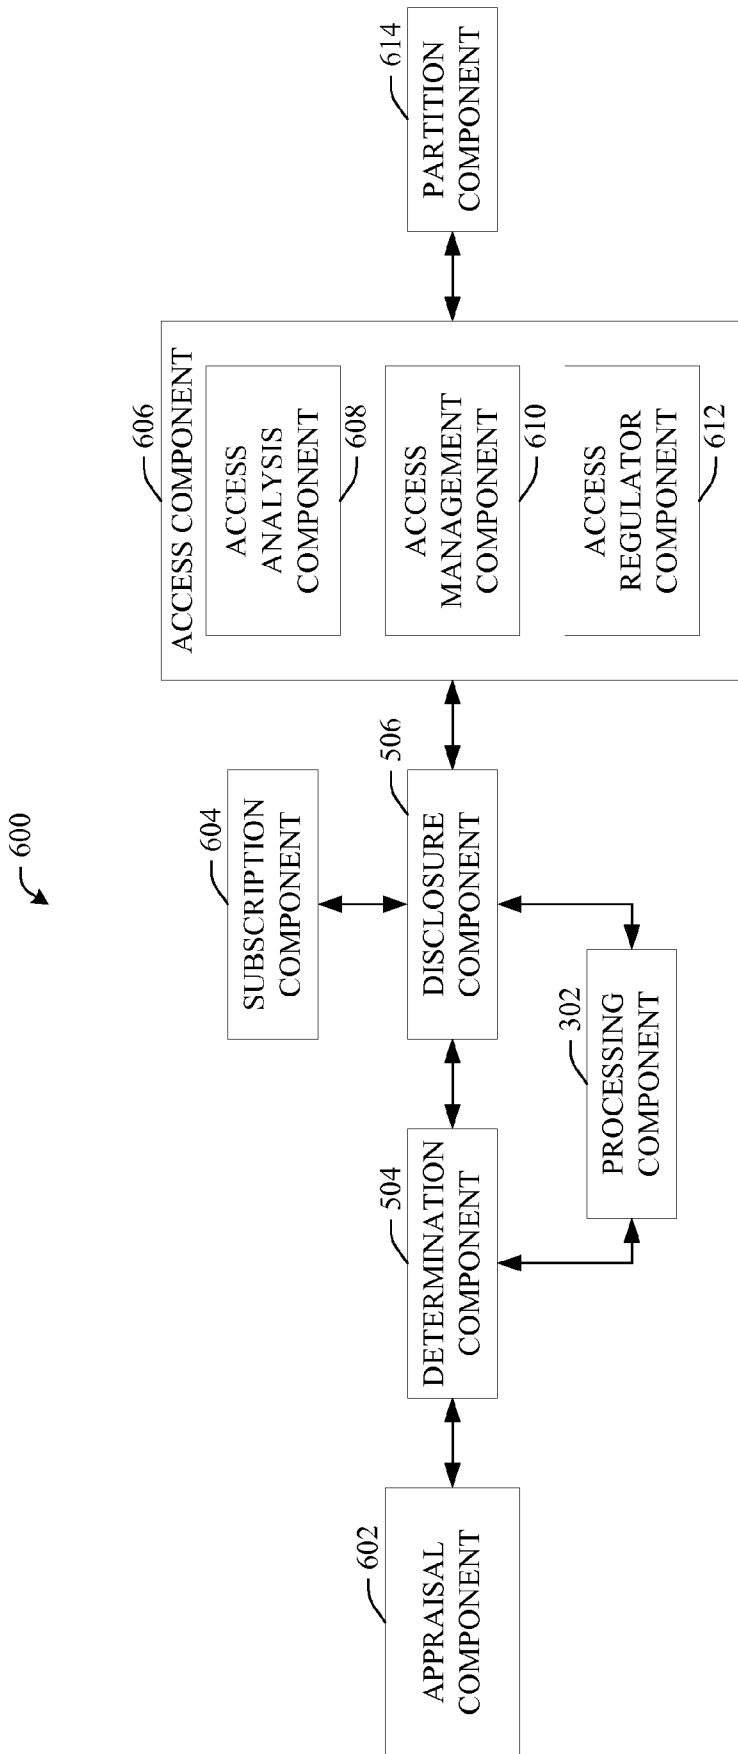 600
602
APPRAISAL
COMPONENT
504
DETERMINATION
COMPONENT
302
PROCESSING
COMPONENT
604
SUBSCRIPTION
COMPONENT
506
DISCLOSURE
COMPONENT
606
ACCESS COMPONENT
ACCESS
ANALYSIS
COMPONENT
608
ACCESS
MANAGEMENT
COMPONENT
610
ACCESS
REGULATOR
COMPONENT
612
614
PARTITION
COMPONENT